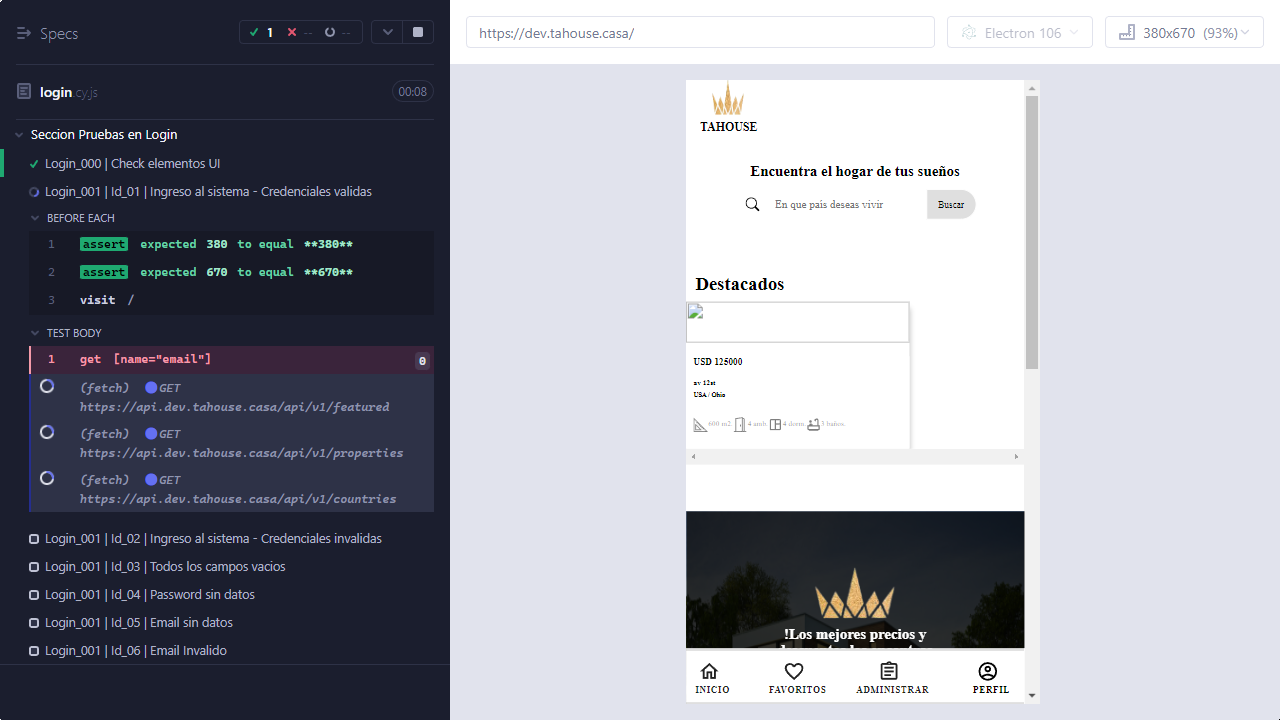 Specs
1
--
--
https://dev.tahouse.casa/
Electron 106
380x670 (93%)
login cy.js
00:08
Seccion Pruebas en Login
Login_000 | Check elementos UI
Login_001 | Id_01 | Ingreso al sistema - Credenciales validas
BEFORE EACH
1 assert expected 380 to equal **380**
2 assert expected 670 to equal **670**
3 visit /
TEST BODY
1 get [name="email"] 0
(fetch) GET
https://api.dev.tahouse.casa/api/v1/featured
(fetch) GET
https://api.dev.tahouse.casa/api/v1/properties
(fetch) GET
https://api.dev.tahouse.casa/api/v1/countries
Login_001 | Id_02 | Ingreso al sistema - Credenciales invalidas
Login_001 | Id_03 | Todos los campos vacios
Login_001 | Id_04 | Password sin datos
Login_001 | Id_05 | Email sin datos
Login_001 | Id_06 | Email Invalido
TAHOUSE
Encuentra el hogar de tus sueños
En que país deseas vivir
Buscar
Destacados
USD 125000
nv 12st
USA / Ohio
600 m2. 4 amb. 4 dorm. 3 baños.
!Los mejores precios y
INICIO
FAVORITOS
ADMINISTRAR
PERFIL